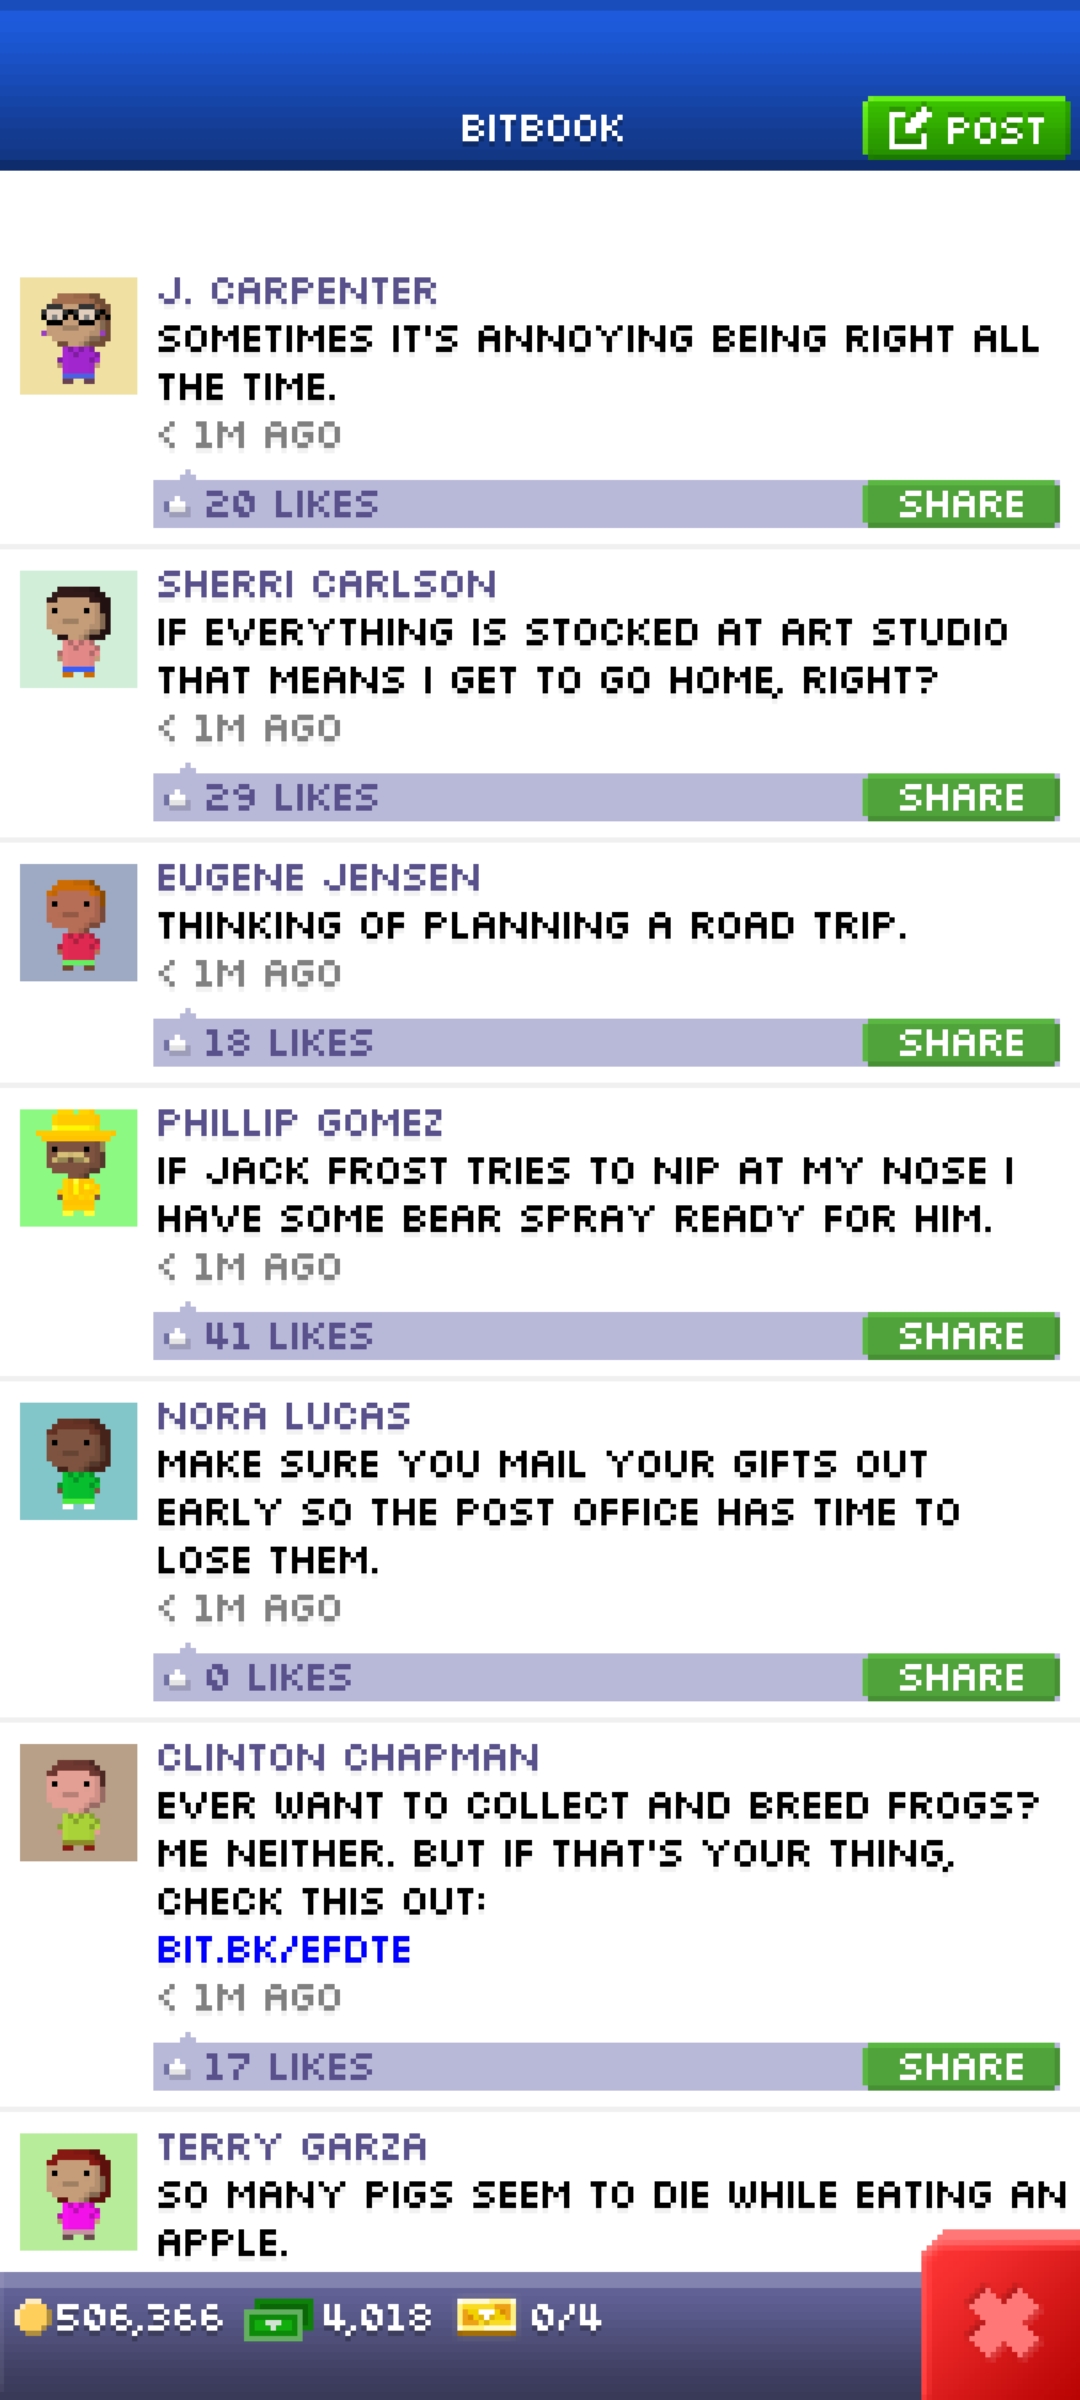 BITBOOK
POST
J. CARPENTER
SOMETIMES IT'S ANNOYING BEING RIGHT ALL
THE TIME.
< 1M AGO
20 LIKES
SHARE
SHERRI CARLSON
IF EVERYTHING IS STOCKED AT ART STUDIO
THAT MEANS I GET TO GO HOME, RIGHT?
< 1M AGO
29 LIKES
SHARE
EUGENE JENSEN
THINKING OF PLANNING A ROAD TRIP.
< 1M AGO
18 LIKES
SHARE
PHILLIP GOMEZ
IF JACK FROST TRIES TO NIP AT MY NOSE I
HAVE SOME BEAR SPRAY READY FOR HIM.
< 1M AGO
41 LIKES
SHARE
NORA LUCAS
MAKE SURE YOU MAIL YOUR GIFTS OUT
EARLY SO THE POST OFFICE HAS TIME TO
LOSE THEM.
< 1M AGO
0 LIKES
SHARE
CLINTON CHAPMAN
EVER WANT TO COLLECT AND BREED FROGS?
ME NEITHER. BUT IF THAT'S YOUR THING,
CHECK THIS OUT:
BIT.BK/EFDTE
< 1M AGO
17 LIKES
SHARE
TERRY GARZA
SO MANY PIGS SEEM TO DIE WHILE EATING AN
APPLE.
506,366
4,018
0/4